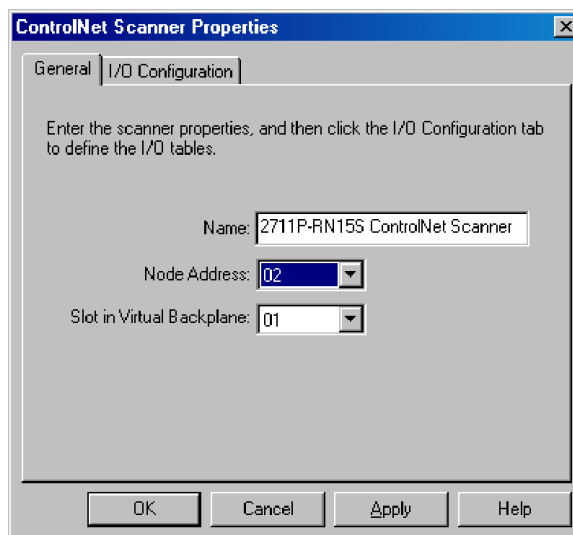 ControlNet Scanner Properties
General
I/O Configuration
Enter the scanner properties, and then click the I/O Configuration tab
to define the I/O tables.
Name: 2711P-RN15S ControlNet Scanner
Node Address: 02
Slot in Virtual Backplane: 01
OK Cancel Apply Help